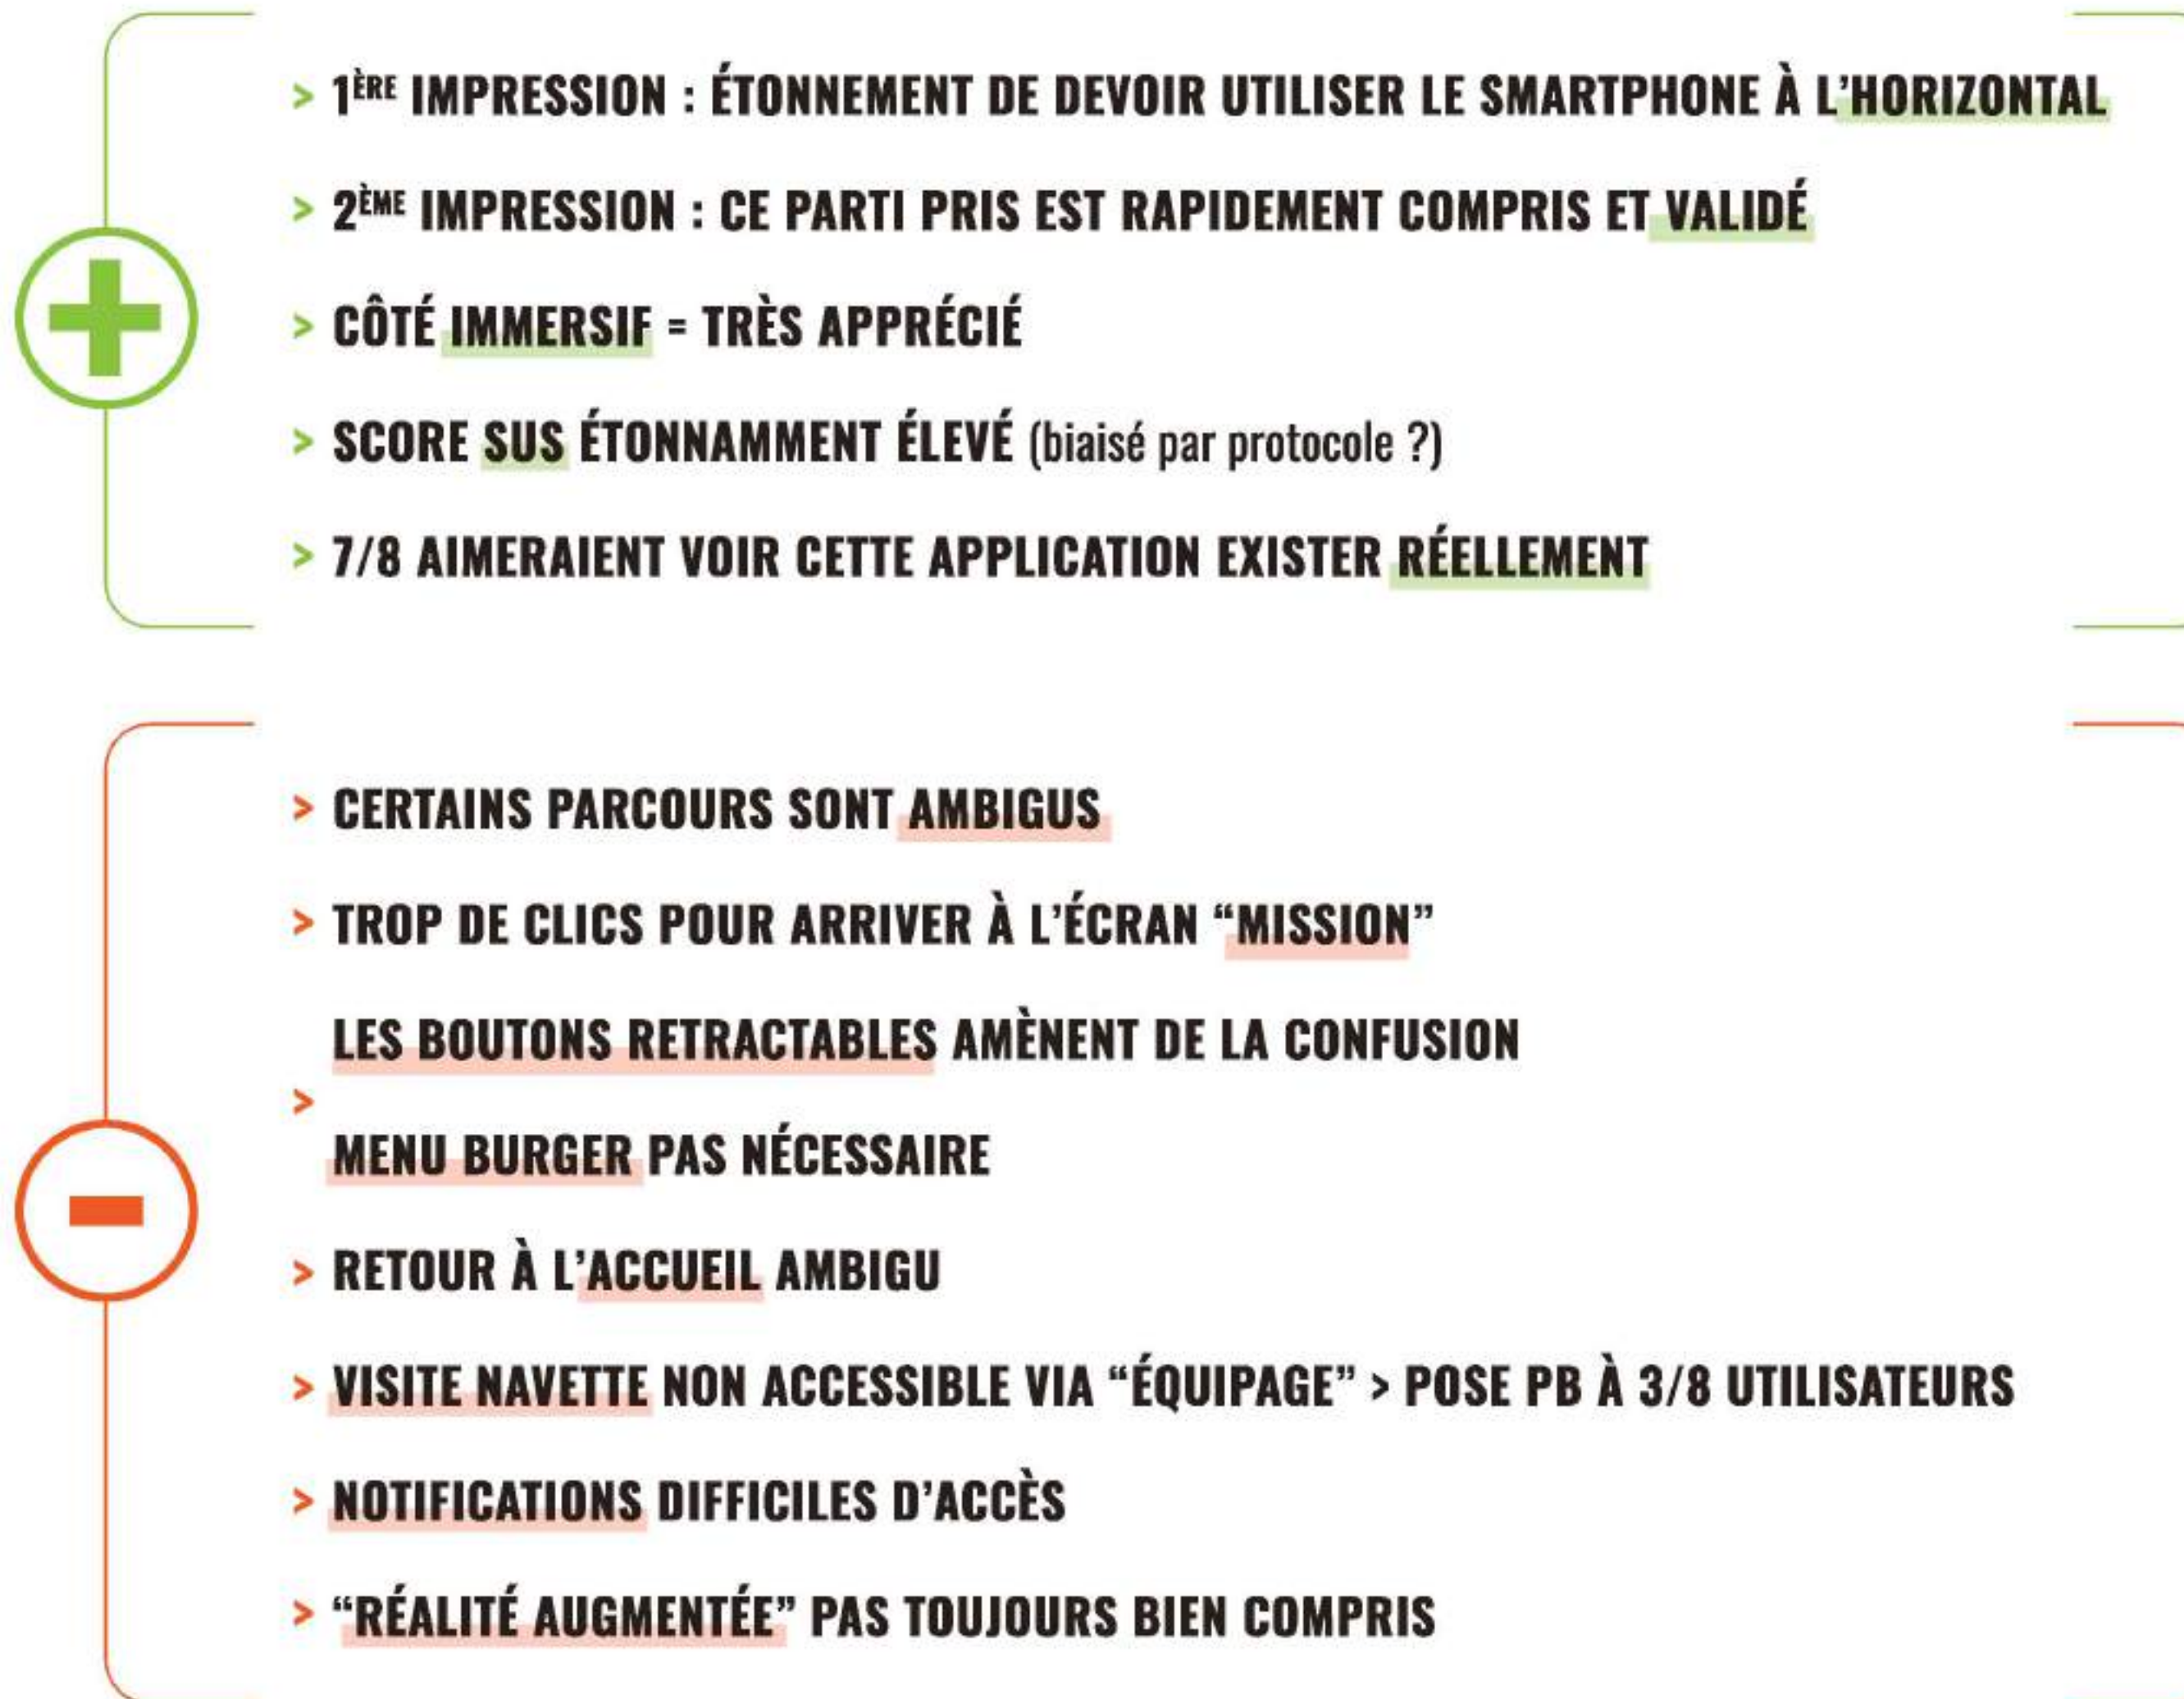 > 1ÈRE IMPRESSION : ÉTONNEMENT DE DEVOIR UTILISER LE SMARTPHONE À L'HORIZONTAL
> 2ÈME IMPRESSION : CE PARTI PRIS EST RAPIDEMENT COMPRIS ET VALIDÉ
> CÔTÉ IMMERSIF = TRÈS APPRÉCIÉ
> SCORE SUS ÉTONNAMMENT ÉLEVÉ (biaisé par protocole ?)
> 7/8 AIMERAIENT VOIR CETTE APPLICATION EXISTER RÉELLEMENT
> CERTAINS PARCOURS SONT AMBIGUS
> TROP DE CLICS POUR ARRIVER À L'ÉCRAN “MISSION”
LES BOUTONS RETRACTABLES AMÈNENT DE LA CONFUSION
>
MENU BURGER PAS NÉCESSAIRE
> RETOUR À L'ACCUEIL AMBIGU
> VISITE NAVETTE NON ACCESSIBLE VIA “ÉQUIPAGE” > POSE PB À 3/8 UTILISATEURS
> NOTIFICATIONS DIFFICILES D'ACCÈS
> “RÉALITÉ AUGMENTÉE” PAS TOUJOURS BIEN COMPRIS